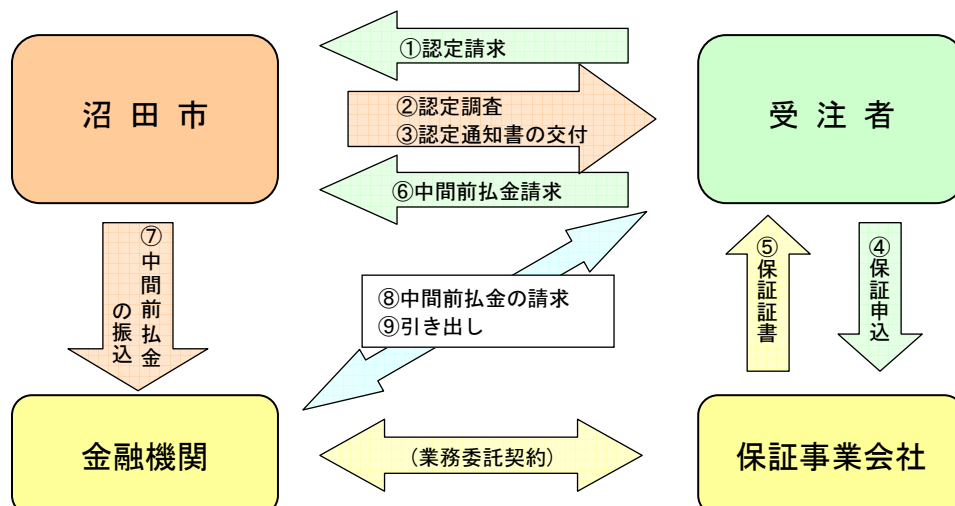 ①認定請求
沼田市
②認定調査
③認定通知書の交付
受注者
⑥中間前払金請求
⑦中間前払金
の振込
⑧中間前払金の請求
⑨引き出し
⑤保証証書
④保証申込
金融機関
(業務委託契約)
保証事業会社